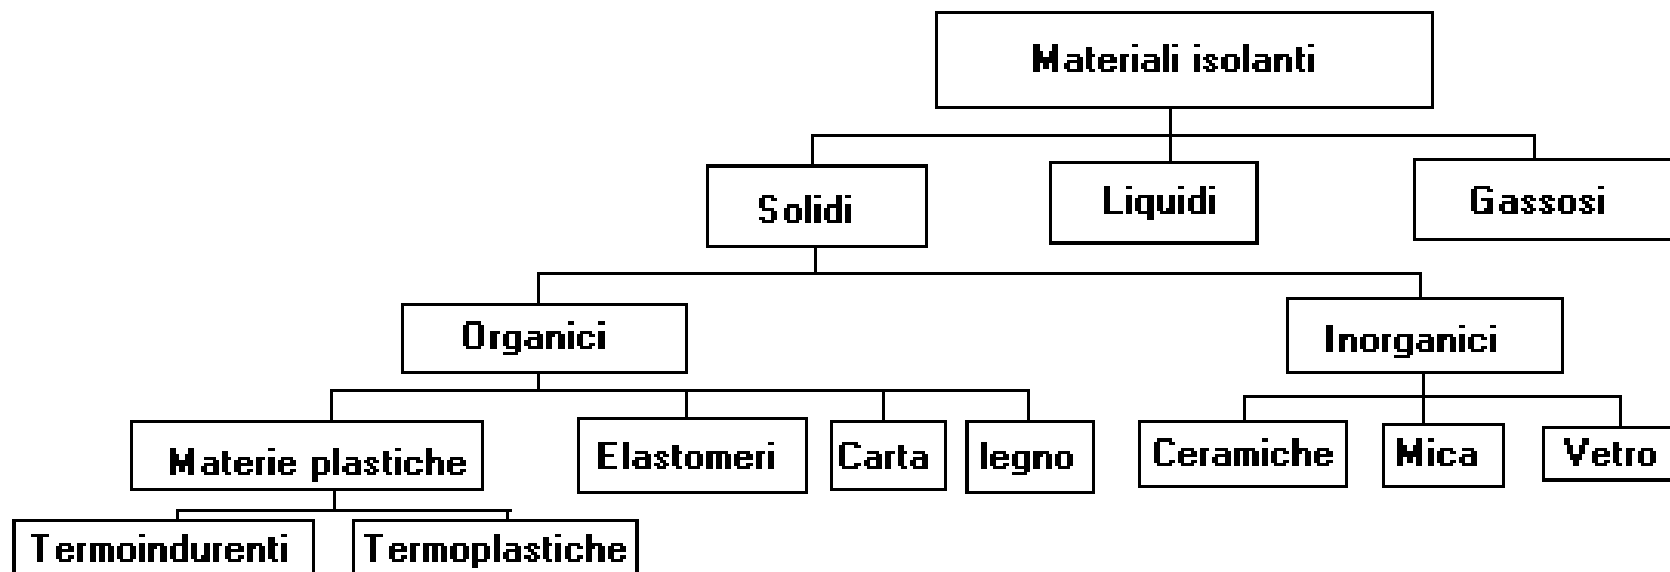 Materiali isolanti
Solidi
Liquidi
Gassosi
Organici
Inorganici
Materie plastiche
Elastomeri
Carta
legno
Ceramiche
Mica
Vetro
Termoindurenti
Termoplastiche